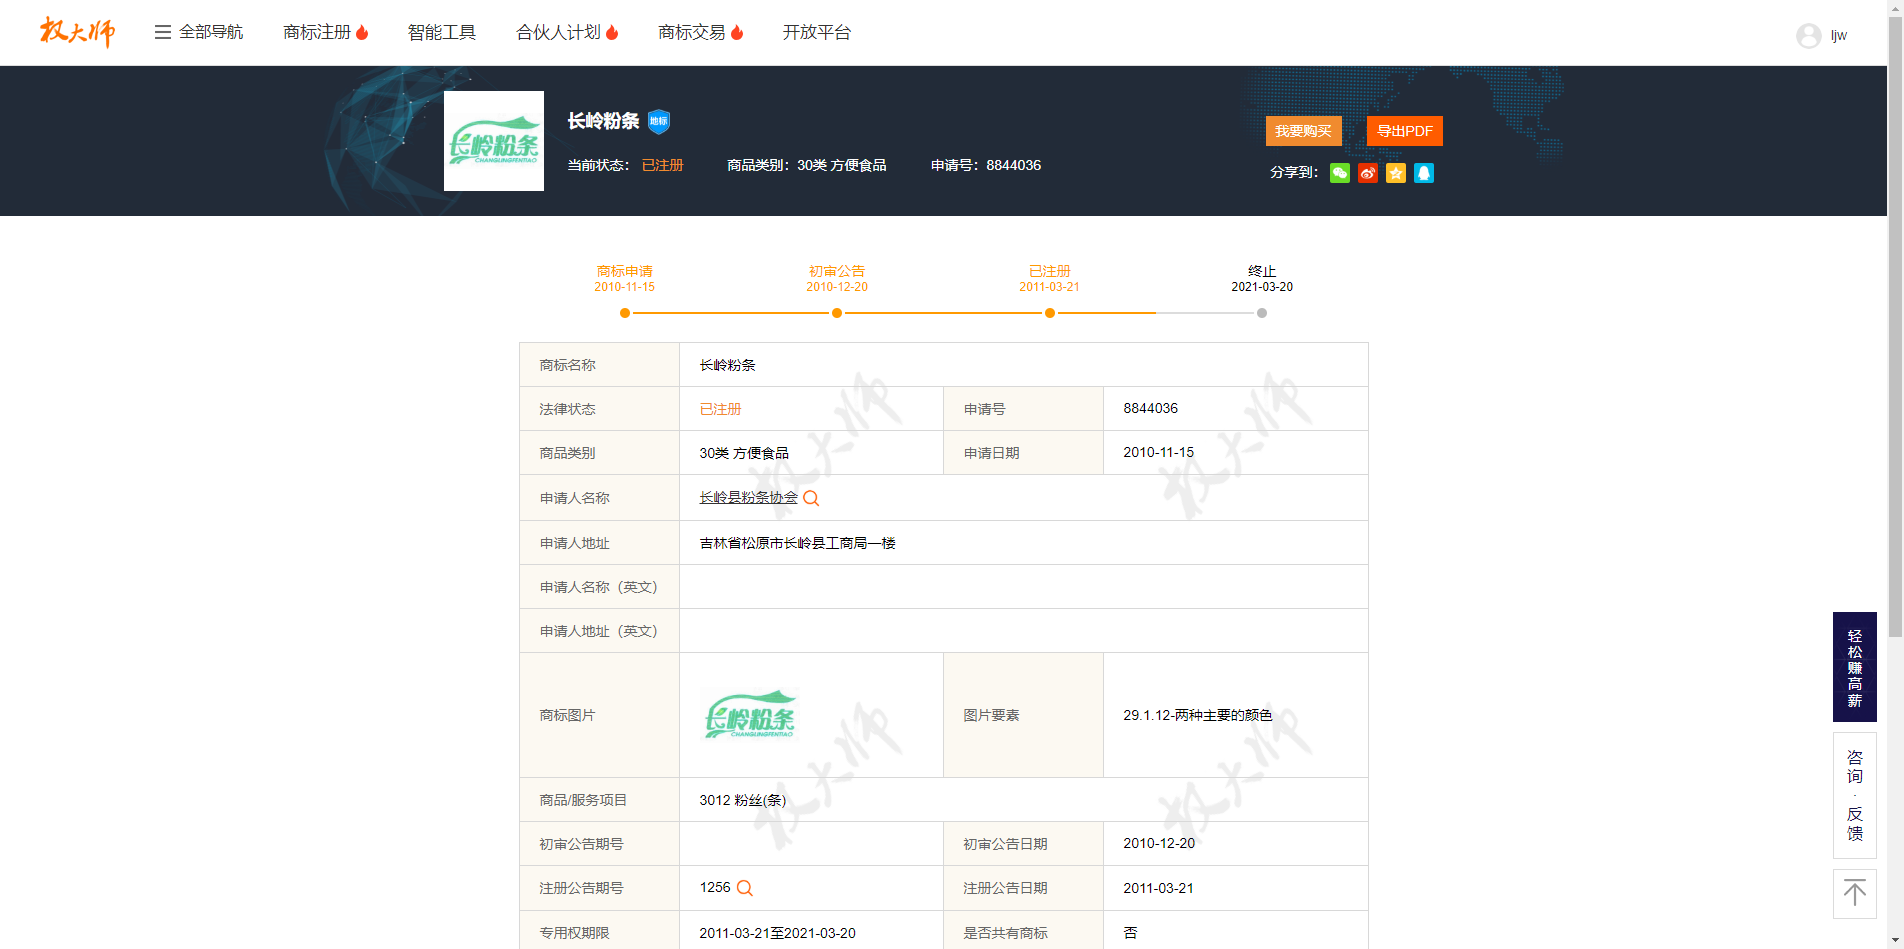 权大师
全部导航
商标注册
智能工具
合伙人计划
商标交易
开放平台
ljw
长岭粉条
CHANGLINGFENTIAO
长岭粉条
地标
当前状态： 已注册 商品类别：30类 方便食品 申请号：8844036
我要购买
导出PDF
分享到：
商标申请
2010-11-15
初审公告
2010-12-20
已注册
2011-03-21
终止
2021-03-20
商标名称 长岭粉条
法律状态 已注册 申请号 8844036
商品类别 30类 方便食品 申请日期 2010-11-15
申请人名称 长岭县粉条协会
申请人地址 吉林省松原市长岭县工商局一楼
申请人名称（英文）
申请人地址（英文）
商标图片 长岭粉条 图片要素 29.1.12-两种主要的颜色
CHANGLINGFENTIAO
商品/服务项目 3012 粉丝(条)
初审公告期号 初审公告日期 2010-12-20
注册公告期号 1256 注册公告日期 2011-03-21
专用权期限 2011-03-21至2021-03-20 是否共有商标 否
权大师
权大师
权大师
权大师
轻松赚高薪
咨询·反馈